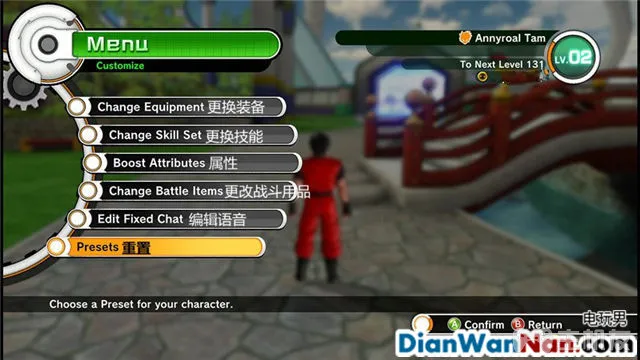 Menu
Customize
Annyroal Tam
To Next Level 131
LV.02
Change Equipment 更换装备
Change Skill Set 更换技能
Boost Attributes 属性
Change Battle Items 更改战斗用品
Edit Fixed Chat 编辑语音
Presets 重置
Choose a Preset for your character.
A Confirm B Return
电玩男
DianWanNan.com